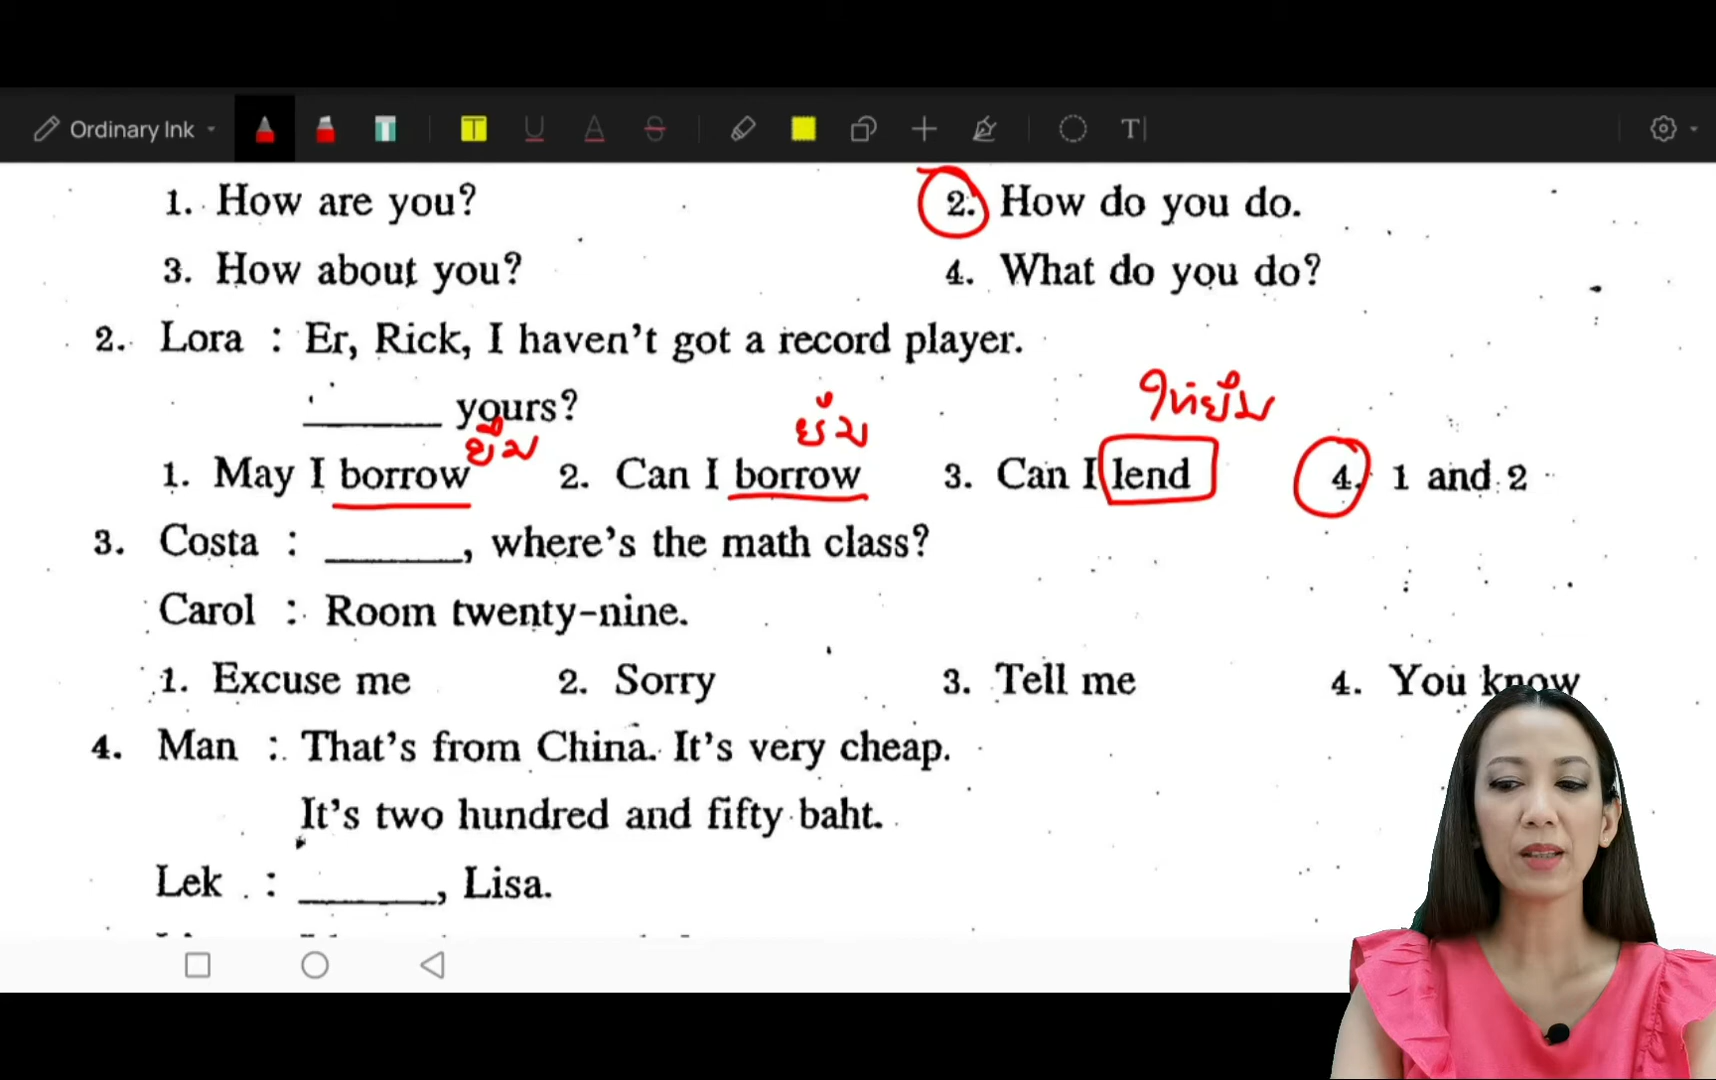 Ordinary Ink
1. How are you? 2. How do you do.
3. How about you? 4. What do you do?
2. Lora : Er, Rick, I haven't got a record player.
ให้ยืม
______ yours? ยืม
ยืม
1. May I borrow 2. Can I borrow 3. Can I lend 4. 1 and 2
3. Costa : ______, where's the math class?
Carol : Room twenty-nine.
1. Excuse me 2. Sorry 3. Tell me 4. You know
4. Man : That's from China. It's very cheap.
It's two hundred and fifty baht.
Lek : ______, Lisa.